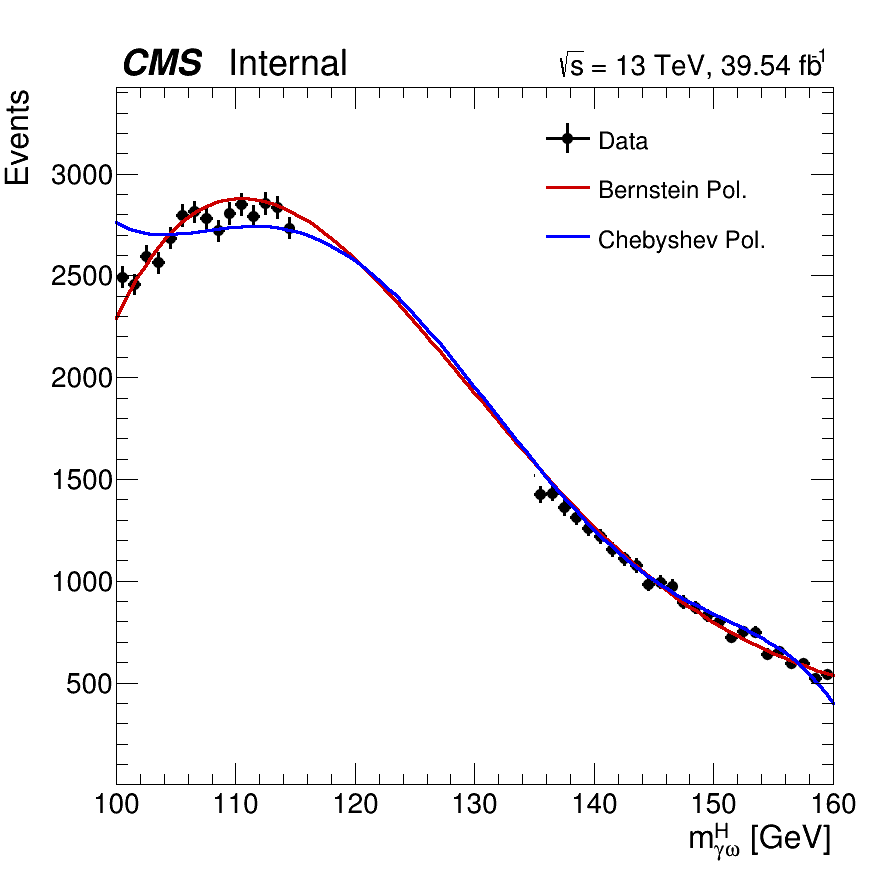 CMS Internal
√s = 13 TeV, 39.54 fb⁻¹
Events
Data
Bernstein Pol.
Chebyshev Pol.
3000
2500
2000
1500
1000
500
100 110 120 130 140 150 160
m^H_γω [GeV]